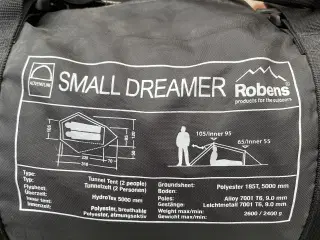 ADVENTURE
SMALL DREAMER
Robens
products for the outdoors
105/inner 95
65/inner 55
Type: Tunnel Tent (2 people)
Typ: Tunnelzelt (2 Personen)
Flysheet:
Überzelt: HydroTex 5000 mm
Inner tent: Polyester, breathable
Innenzelt: Polyester, atmungsaktiv
Groundsheet:
Boden: Polyester 185T, 5000 mm
Poles: Alloy 7001 T6, 9.0 mm
Gestänge: Leichtmetall 7001 T6, 9.0 mm
Weight max/min:
Gewicht max/min: 2600 / 2400 g